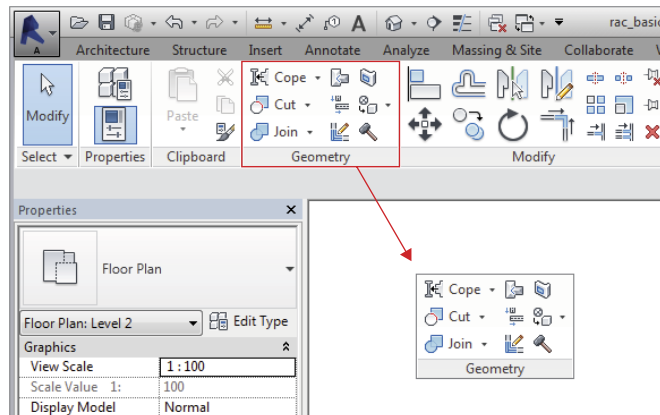 A
rac_basic
A
Architecture Structure Insert Annotate Analyze Massing & Site Collaborate
Modify
Paste
Cope
Cut
Join
Select Properties Clipboard Geometry Modify
Properties
Floor Plan
Floor Plan: Level 2 Edit Type
Graphics
View Scale 1 : 100
Scale Value 1: 100
Display Model Normal
Cope
Cut
Join
Geometry